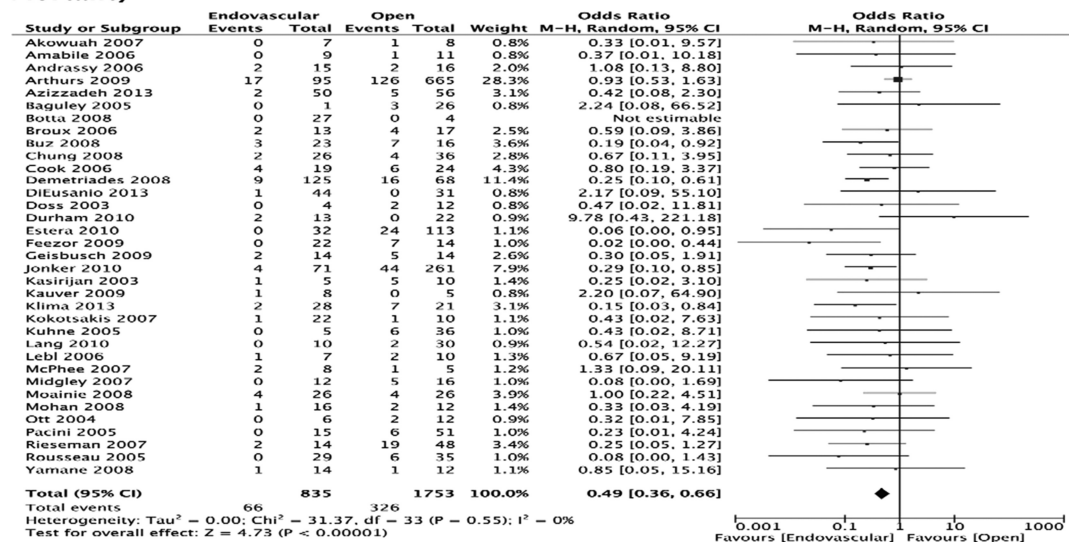 Endovascular Open Odds Ratio Odds Ratio
Study or Subgroup Events Total Events Total Weight M-H, Random, 95% CI M-H, Random, 95% CI
Akowuah 2007 0 7 1 8 0.8% 0.33 [0.01, 9.57]
Amabile 2006 0 9 1 11 0.8% 0.37 [0.01, 10.18]
Andrassy 2006 2 15 2 16 1.6% 1.08 [0.13, 8.80]
Arthurs 2009 17 95 126 665 28.3% 0.93 [0.53, 1.63]
Azizzadeh 2013 2 50 5 56 3.1% 0.42 [0.08, 2.30]
Baguley 2005 0 1 3 26 0.8% 2.24 [0.08, 66.52]
Botta 2008 0 27 0 4 Not estimable
Broux 2006 2 13 4 17 2.5% 0.59 [0.09, 3.86]
Buz 2008 3 23 7 16 3.6% 0.19 [0.04, 0.92]
Chung 2008 2 26 4 36 2.8% 0.67 [0.11, 3.95]
Cook 2006 4 19 6 24 4.3% 0.80 [0.19, 3.37]
Demetriades 2008 9 125 16 68 11.4% 0.25 [0.10, 0.61]
DiEusanio 2013 1 44 0 31 0.8% 2.17 [0.09, 55.10]
Doss 2003 0 4 2 12 0.8% 0.47 [0.02, 11.81]
Durham 2010 2 13 0 22 0.9% 9.78 [0.43, 221.18]
Estera 2010 0 32 24 113 1.1% 0.06 [0.00, 0.95]
Feezor 2009 0 22 7 14 1.0% 0.02 [0.00, 0.44]
Geisbusch 2009 2 14 5 14 2.6% 0.30 [0.05, 1.91]
Jonker 2010 4 71 44 261 7.9% 0.29 [0.10, 0.85]
Kasirijan 2003 1 5 5 10 1.4% 0.25 [0.02, 3.10]
Kauver 2009 1 8 0 5 0.8% 2.20 [0.07, 64.90]
Klima 2013 2 28 7 21 3.1% 0.15 [0.03, 0.84]
Kokotsakis 2007 1 22 1 10 1.1% 0.43 [0.02, 7.63]
Kuhne 2005 0 5 6 36 1.0% 0.43 [0.02, 8.71]
Lang 2010 0 10 2 30 0.9% 0.54 [0.02, 12.27]
Lebl 2006 1 7 2 10 1.3% 0.67 [0.05, 9.19]
McPhee 2007 2 8 1 5 1.2% 1.33 [0.09, 20.11]
Midgley 2007 0 12 5 16 1.0% 0.08 [0.00, 1.69]
Moainie 2008 4 26 4 26 3.9% 1.00 [0.22, 4.51]
Mohan 2008 1 16 2 12 1.4% 0.33 [0.03, 4.19]
Ott 2004 0 6 2 12 0.9% 0.32 [0.01, 7.85]
Pacini 2005 0 15 6 51 1.1% 0.23 [0.01, 4.24]
Rieseman 2007 2 14 19 48 3.4% 0.25 [0.05, 1.27]
Rousseau 2005 0 29 6 35 1.1% 0.08 [0.00, 1.43]
Yamane 2008 1 14 1 12 1.1% 0.85 [0.05, 15.16]
Total (95% CI) 835 1753 100.0% 0.49 [0.36, 0.66]
Total events 66 326
Heterogeneity: Tau² = 0.00; Chi² = 31.37, df = 33 (P = 0.55); I² = 0%
Test for overall effect: Z = 4.73 (P < 0.00001)
0.001 0.1 1 10 1000
Favours [Endovascular] Favours [Open]